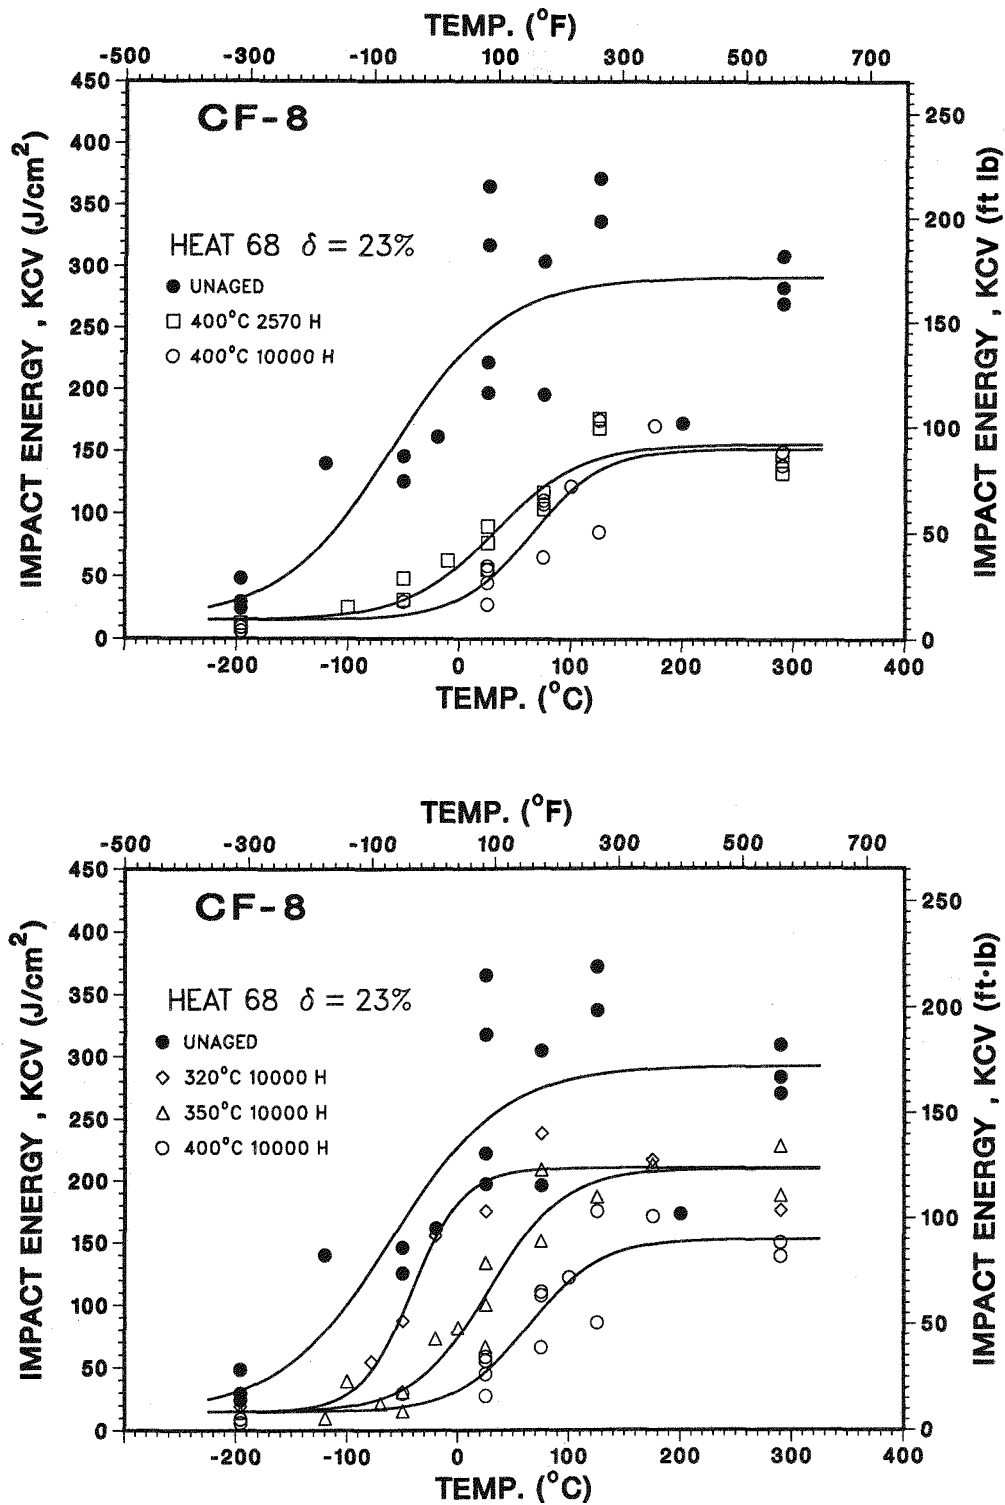 TEMP. (°F)
-500 -300 -100 100 300 500 700
450
400
350
300
250
200
150
100
50
0
IMPACT ENERGY , KCV (J/cm²)
CF-8
HEAT 68 δ = 23%
UNAGED
400°C 2570 H
400°C 10000 H
250
200
150
100
50
0
IMPACT ENERGY , KCV (ft lb)
-200 -100 0 100 200 300 400
TEMP. (°C)
TEMP. (°F)
-500 -300 -100 100 300 500 700
450
400
350
300
250
200
150
100
50
0
IMPACT ENERGY , KCV (J/cm²)
CF-8
HEAT 68 δ = 23%
UNAGED
320°C 10000 H
350°C 10000 H
400°C 10000 H
250
200
150
100
50
0
IMPACT ENERGY , KCV (ft·lb)
-200 -100 0 100 200 300 400
TEMP. (°C)